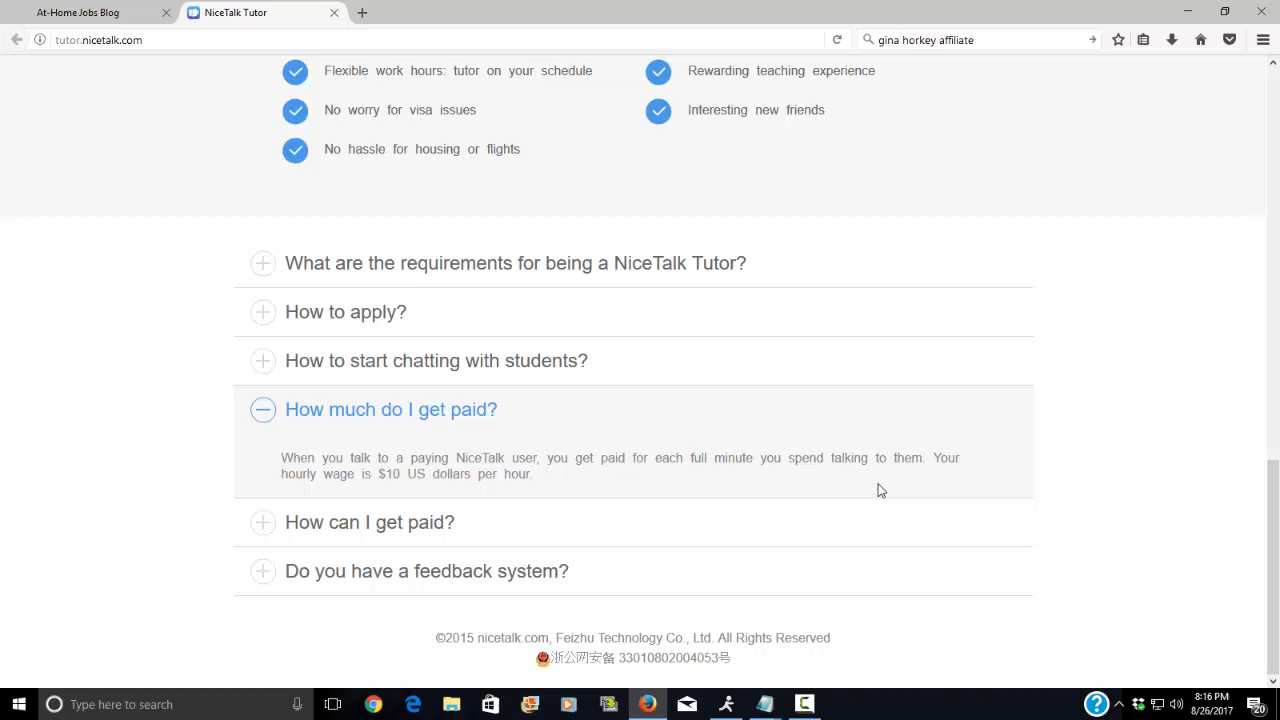 At-Home Jobs Blog
NiceTalk Tutor
tutor.nicetalk.com
gina horkey affiliate
Flexible work hours: tutor on your schedule
Rewarding teaching experience
No worry for visa issues
Interesting new friends
No hassle for housing or flights
What are the requirements for being a NiceTalk Tutor?
How to apply?
How to start chatting with students?
How much do I get paid?
When you talk to a paying NiceTalk user, you get paid for each full minute you spend talking to them. Your
hourly wage is $10 US dollars per hour.
How can I get paid?
Do you have a feedback system?
©2015 nicetalk.com, Feizhu Technology Co., Ltd. All Rights Reserved
浙公网安备 33010802004053号
Type here to search
8:16 PM
8/26/2017
20